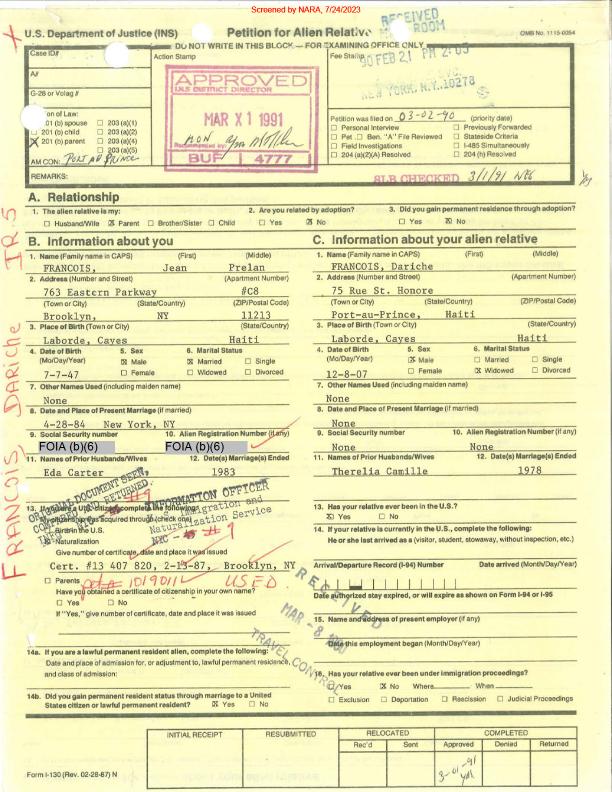 Screened by NARA, 7/24/2023
RECEIVED
U.S. Department of Justice (INS) Petition for Alien Relative OMB No. 1115-0054
DO NOT WRITE IN THIS BLOCK — FOR EXAMINING OFFICE ONLY
Case ID# Action Stamp Fee Stamp
90 FEB 21 PM 2:05
A#
NEW YORK, N.Y. 10278
G-28 or Volag #
APPROVED
U.S DISTRICT DIRECTOR
MAR X1 1991
Recommended by:
BUF 4777
201 (b) spouse 203 (a)(1)
201 (b) child 203 (a)(2)
X 201 (b) parent 203 (a)(4)
203 (a)(5)
AM CON: PORT AU PRINCE
Petition was filed on 03-02-90 (priority date)
Personal Interview Previously Forwarded
Pet. Ben. "A" File Reviewed Stateside Criteria
Field Investigations I-485 Simultaneously
204 (a)(2)(A) Resolved 204 (h) Resolved
REMARKS:
SLB CHECKED 3/1/91
IR5
FRANCOIS, DARICHE
A. Relationship
1. The alien relative is my: 2. Are you related by adoption? 3. Did you gain permanent residence through adoption?
Husband/Wife X Parent Brother/Sister Child Yes X No Yes X No
B. Information about you
1. Name (Family name in CAPS) (First) (Middle)
FRANCOIS, Jean Prelan
2. Address (Number and Street) (Apartment Number)
763 Eastern Parkway #C8
(Town or City) (State/Country) (ZIP/Postal Code)
Brooklyn, NY 11213
3. Place of Birth (Town or City) (State/Country)
Laborde, Cayes Haiti
4. Date of Birth 5. Sex 6. Marital Status
(Mo/Day/Year) X Male X Married Single
7-7-47 Female Widowed Divorced
7. Other Names Used (including maiden name)
None
8. Date and Place of Present Marriage (if married)
4-28-84 New York, NY
9. Social Security number 10. Alien Registration Number (if any)
FOIA (b)(6) FOIA (b)(6)
11. Names of Prior Husbands/Wives 12. Date(s) Marriage(s) Ended
Eda Carter 1983
ORIGINAL DOCUMENT SEEN,
COMPARED AND RETURNED.
INFORMATION OFFICER
Immigration and
Naturalization Service
13. If you are a U.S. citizen, complete the following:
My citizenship was acquired through (check one)
Birth in the U.S.
X Naturalization
Give number of certificate, date and place it was issued
Cert. #13 407 820, 2-13-87, Brooklyn, NY
Parents
1019011 USED
Have you obtained a certificate of citizenship in your own name?
Yes No
If "Yes," give number of certificate, date and place it was issued
14a. If you are a lawful permanent resident alien, complete the following:
Date and place of admission for, or adjustment to, lawful permanent residence,
and class of admission:
14b. Did you gain permanent resident status through marriage to a United
States citizen or lawful permanent resident? X Yes No
C. Information about your alien relative
1. Name (Family name in CAPS) (First) (Middle)
FRANCOIS, Dariche
2. Address (Number and Street) (Apartment Number)
75 Rue St. Honore
(Town or City) (State/Country) (ZIP/Postal Code)
Port-au-Prince, Haiti
3. Place of Birth (Town or City) (State/Country)
Laborde, Cayes Haiti
4. Date of Birth 5. Sex 6. Marital Status
(Mo/Day/Year) X Male Married Single
12-8-07 Female X Widowed Divorced
7. Other Names Used (including maiden name)
None
8. Date and Place of Present Marriage (if married)
None
9. Social Security number 10. Alien Registration Number (if any)
None None
11. Names of Prior Husbands/Wives 12. Date(s) Marriage(s) Ended
Therelia Camille 1978
13. Has your relative ever been in the U.S.?
X Yes No
14. If your relative is currently in the U.S., complete the following:
He or she last arrived as a (visitor, student, stowaway, without inspection, etc.)
Arrival/Departure Record (I-94) Number Date arrived (Month/Day/Year)
Date authorized stay expired, or will expire as shown on Form I-94 or I-95
15. Name and address of present employer (if any)
Date this employment began (Month/Day/Year)
16. Has your relative ever been under immigration proceedings?
Yes X No Where When
Exclusion Deportation Rescission Judicial Proceedings
RECEIVED
MAR - 8 1990
TRAVEL CONTROL
INITIAL RECEIPT RESUBMITTED RELOCATED COMPLETED
Rec'd Sent Approved Denied Returned
3-01-91
Form I-130 (Rev. 02-28-87) N